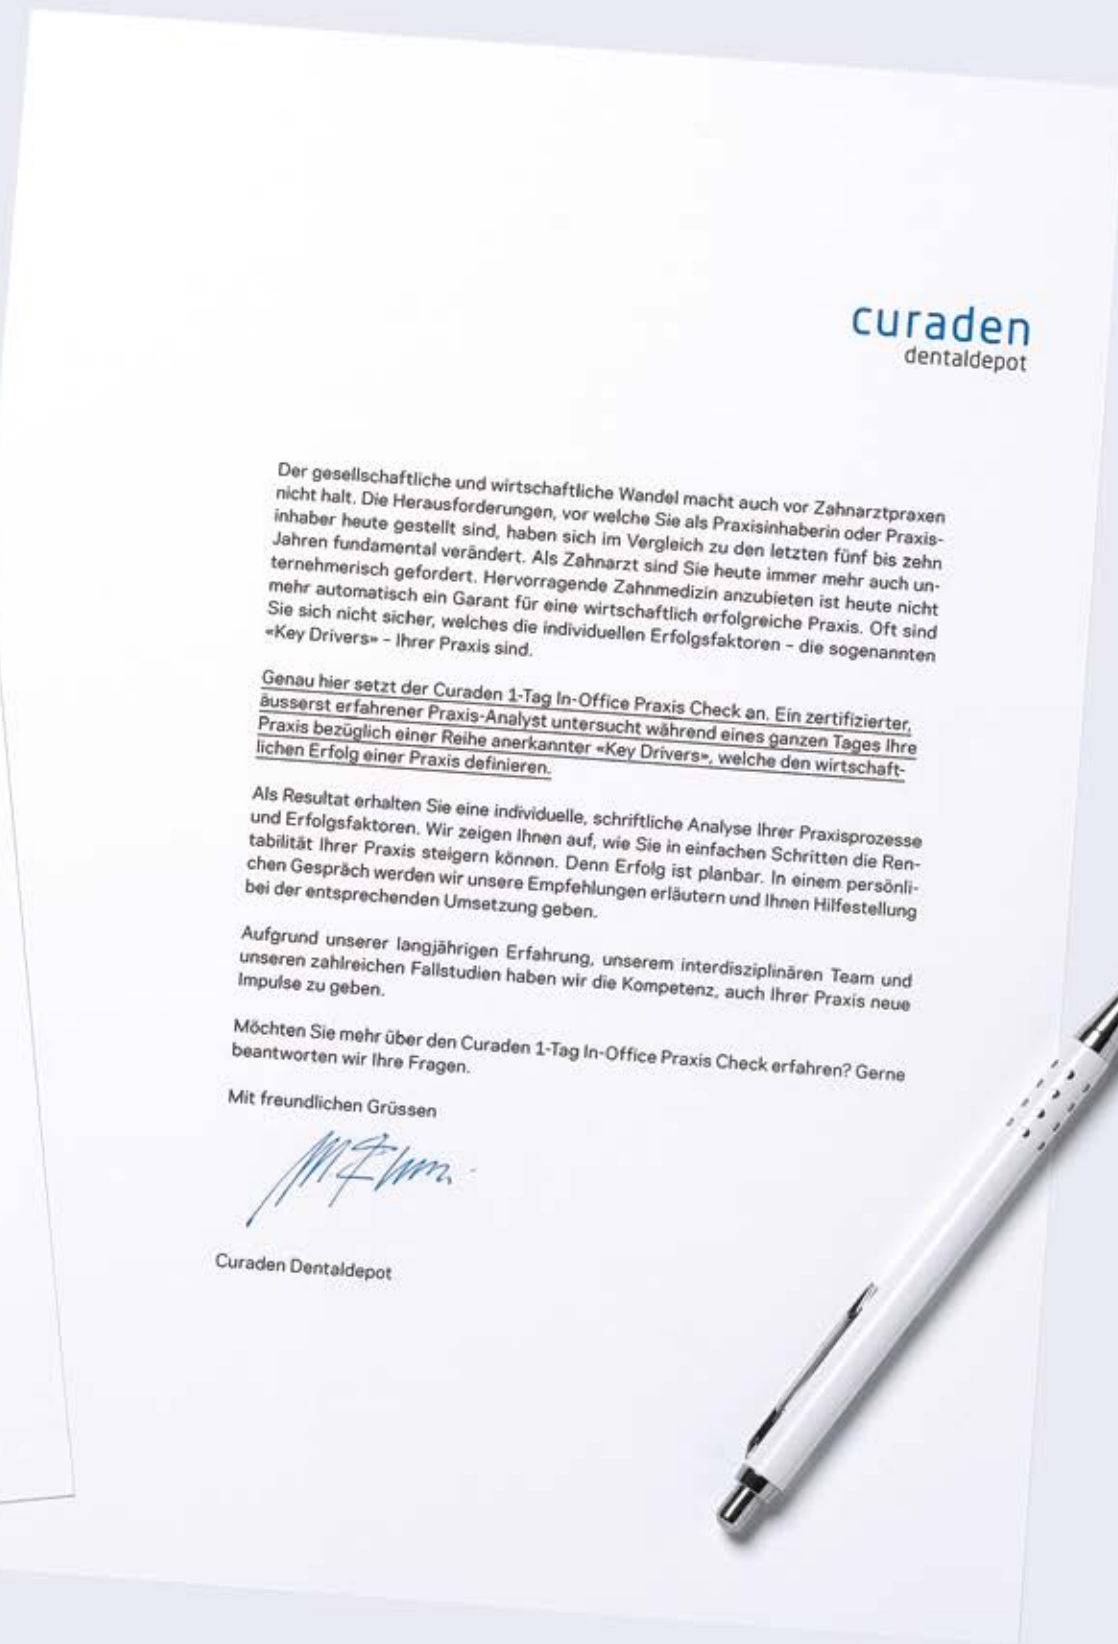 curaden
dentaldepot
Der gesellschaftliche und wirtschaftliche Wandel macht auch vor Zahnarztpraxen
nicht halt. Die Herausforderungen, vor welche Sie als Praxisinhaberin oder Praxis-
inhaber heute gestellt sind, haben sich im Vergleich zu den letzten fünf bis zehn
Jahren fundamental verändert. Als Zahnarzt sind Sie heute immer mehr auch un-
ternehmerisch gefordert. Hervorragende Zahnmedizin anzubieten ist heute nicht
mehr automatisch ein Garant für eine wirtschaftlich erfolgreiche Praxis. Oft sind
Sie sich nicht sicher, welches die individuellen Erfolgsfaktoren – die sogenannten
«Key Drivers» – Ihrer Praxis sind.
Genau hier setzt der Curaden 1-Tag In-Office Praxis Check an. Ein zertifizierter,
äusserst erfahrener Praxis-Analyst untersucht während eines ganzen Tages Ihre
Praxis bezüglich einer Reihe anerkannter «Key Drivers», welche den wirtschaft-
lichen Erfolg einer Praxis definieren.
Als Resultat erhalten Sie eine individuelle, schriftliche Analyse Ihrer Praxisprozesse
und Erfolgsfaktoren. Wir zeigen Ihnen auf, wie Sie in einfachen Schritten die Ren-
tabilität Ihrer Praxis steigern können. Denn Erfolg ist planbar. In einem persönli-
chen Gespräch werden wir unsere Empfehlungen erläutern und Ihnen Hilfestellung
bei der entsprechenden Umsetzung geben.
Aufgrund unserer langjährigen Erfahrung, unserem interdisziplinären Team und
unseren zahlreichen Fallstudien haben wir die Kompetenz, auch Ihrer Praxis neue
Impulse zu geben.
Möchten Sie mehr über den Curaden 1-Tag In-Office Praxis Check erfahren? Gerne
beantworten wir Ihre Fragen.
Mit freundlichen Grüssen
Curaden Dentaldepot